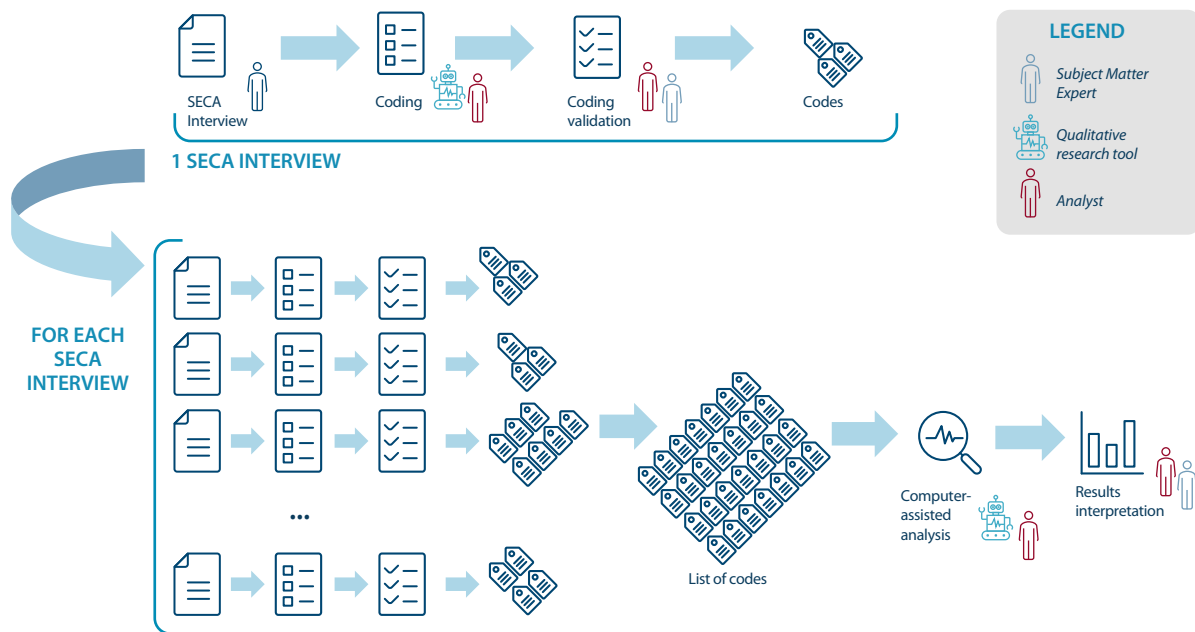 SECA
Interview
Coding
Coding
validation
Codes
1 SECA INTERVIEW
LEGEND
Subject Matter
Expert
Qualitative
research tool
Analyst
FOR EACH
SECA
INTERVIEW
...
List of codes
Computer-
assisted
analysis
Results
interpretation